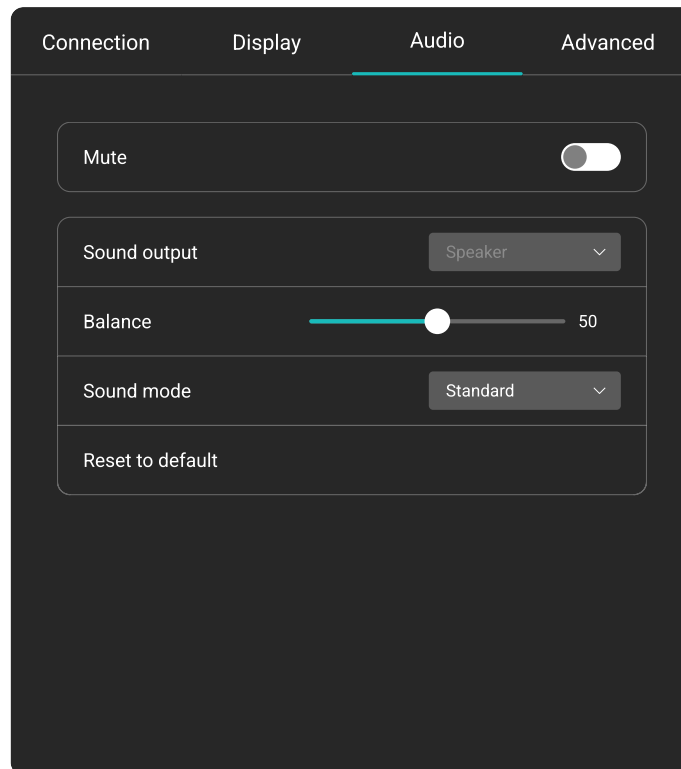 Connection Display Audio Advanced
Mute
Sound output Speaker
Balance 50
Sound mode Standard
Reset to default